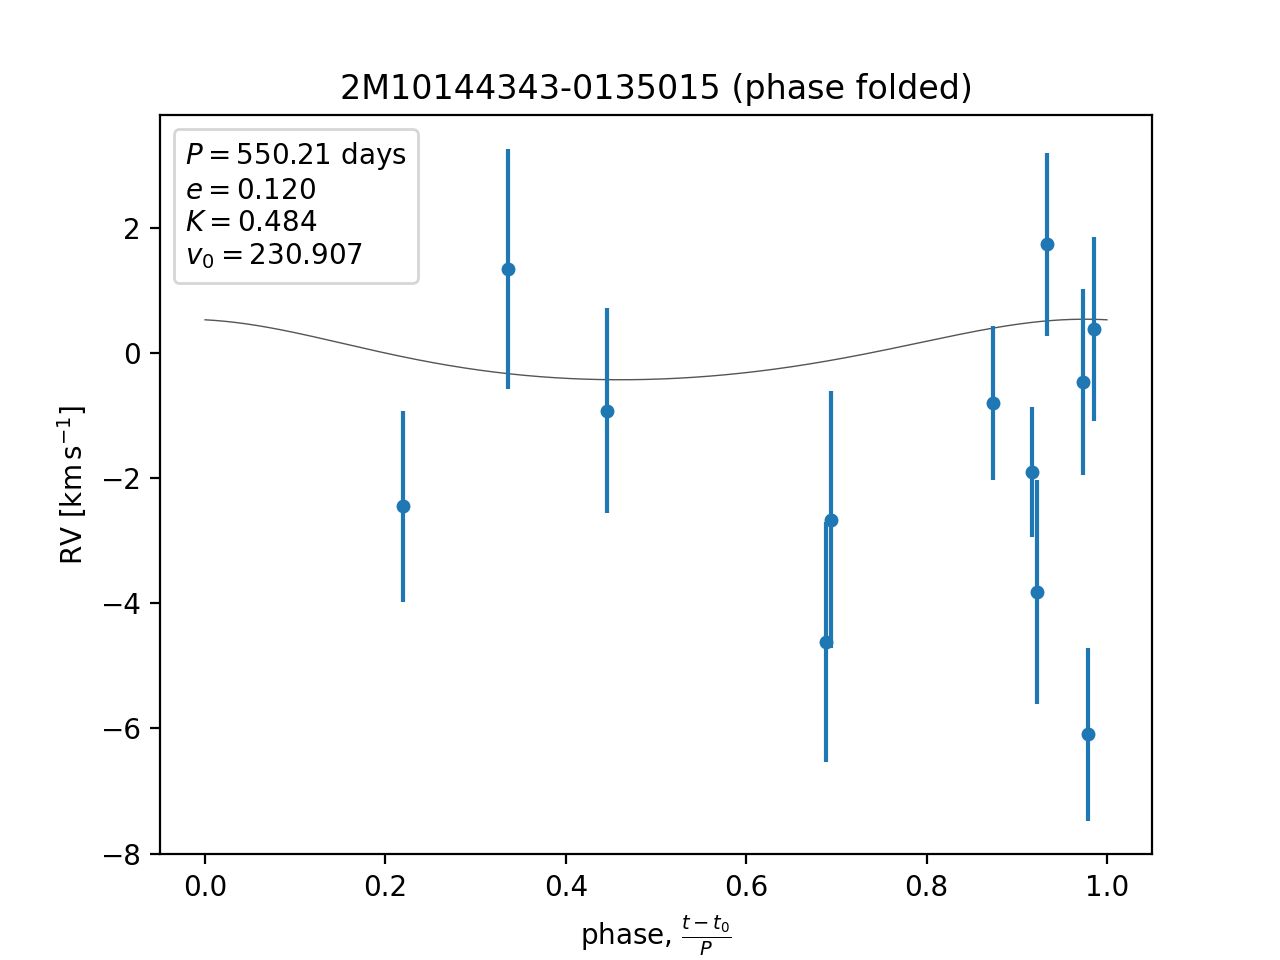 2M10144343-0135015 (phase folded)
P = 550.21 days
e = 0.120
K = 0.484
v₀ = 230.907
RV [km s⁻¹]
2
0
−2
−4
−6
−8
0.0 0.2 0.4 0.6 0.8 1.0
phase, (t − t₀)/P